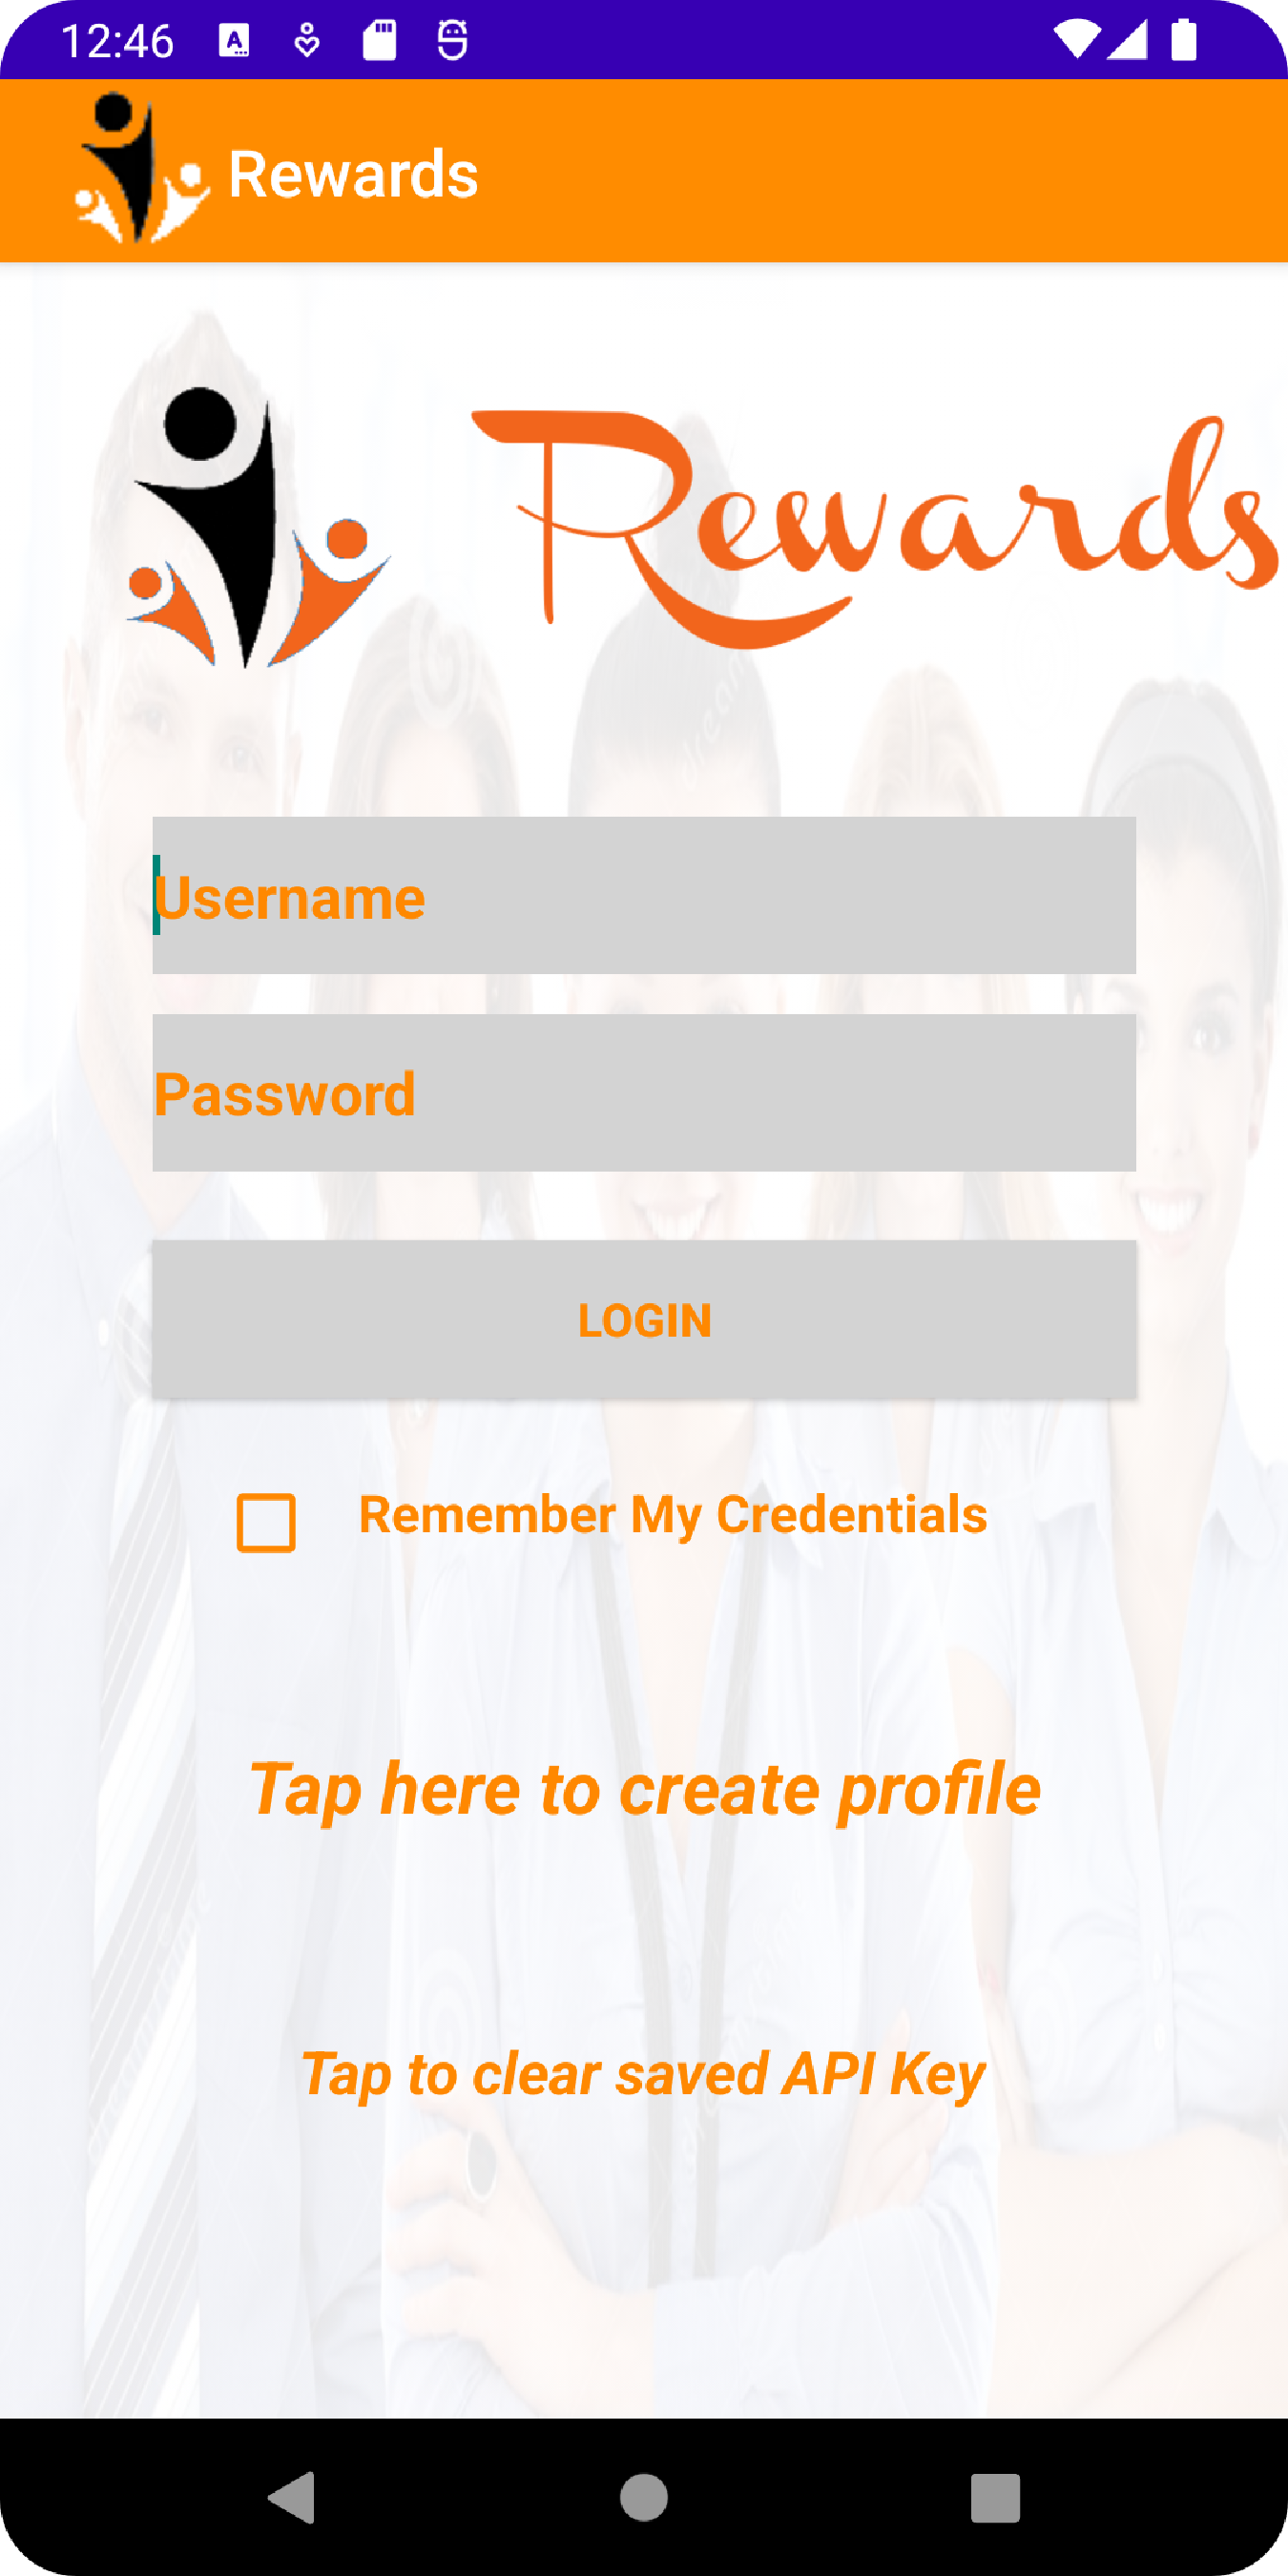 12:46
Rewards
Rewards
Username
Password
LOGIN
Remember My Credentials
Tap here to create profile
Tap to clear saved API Key